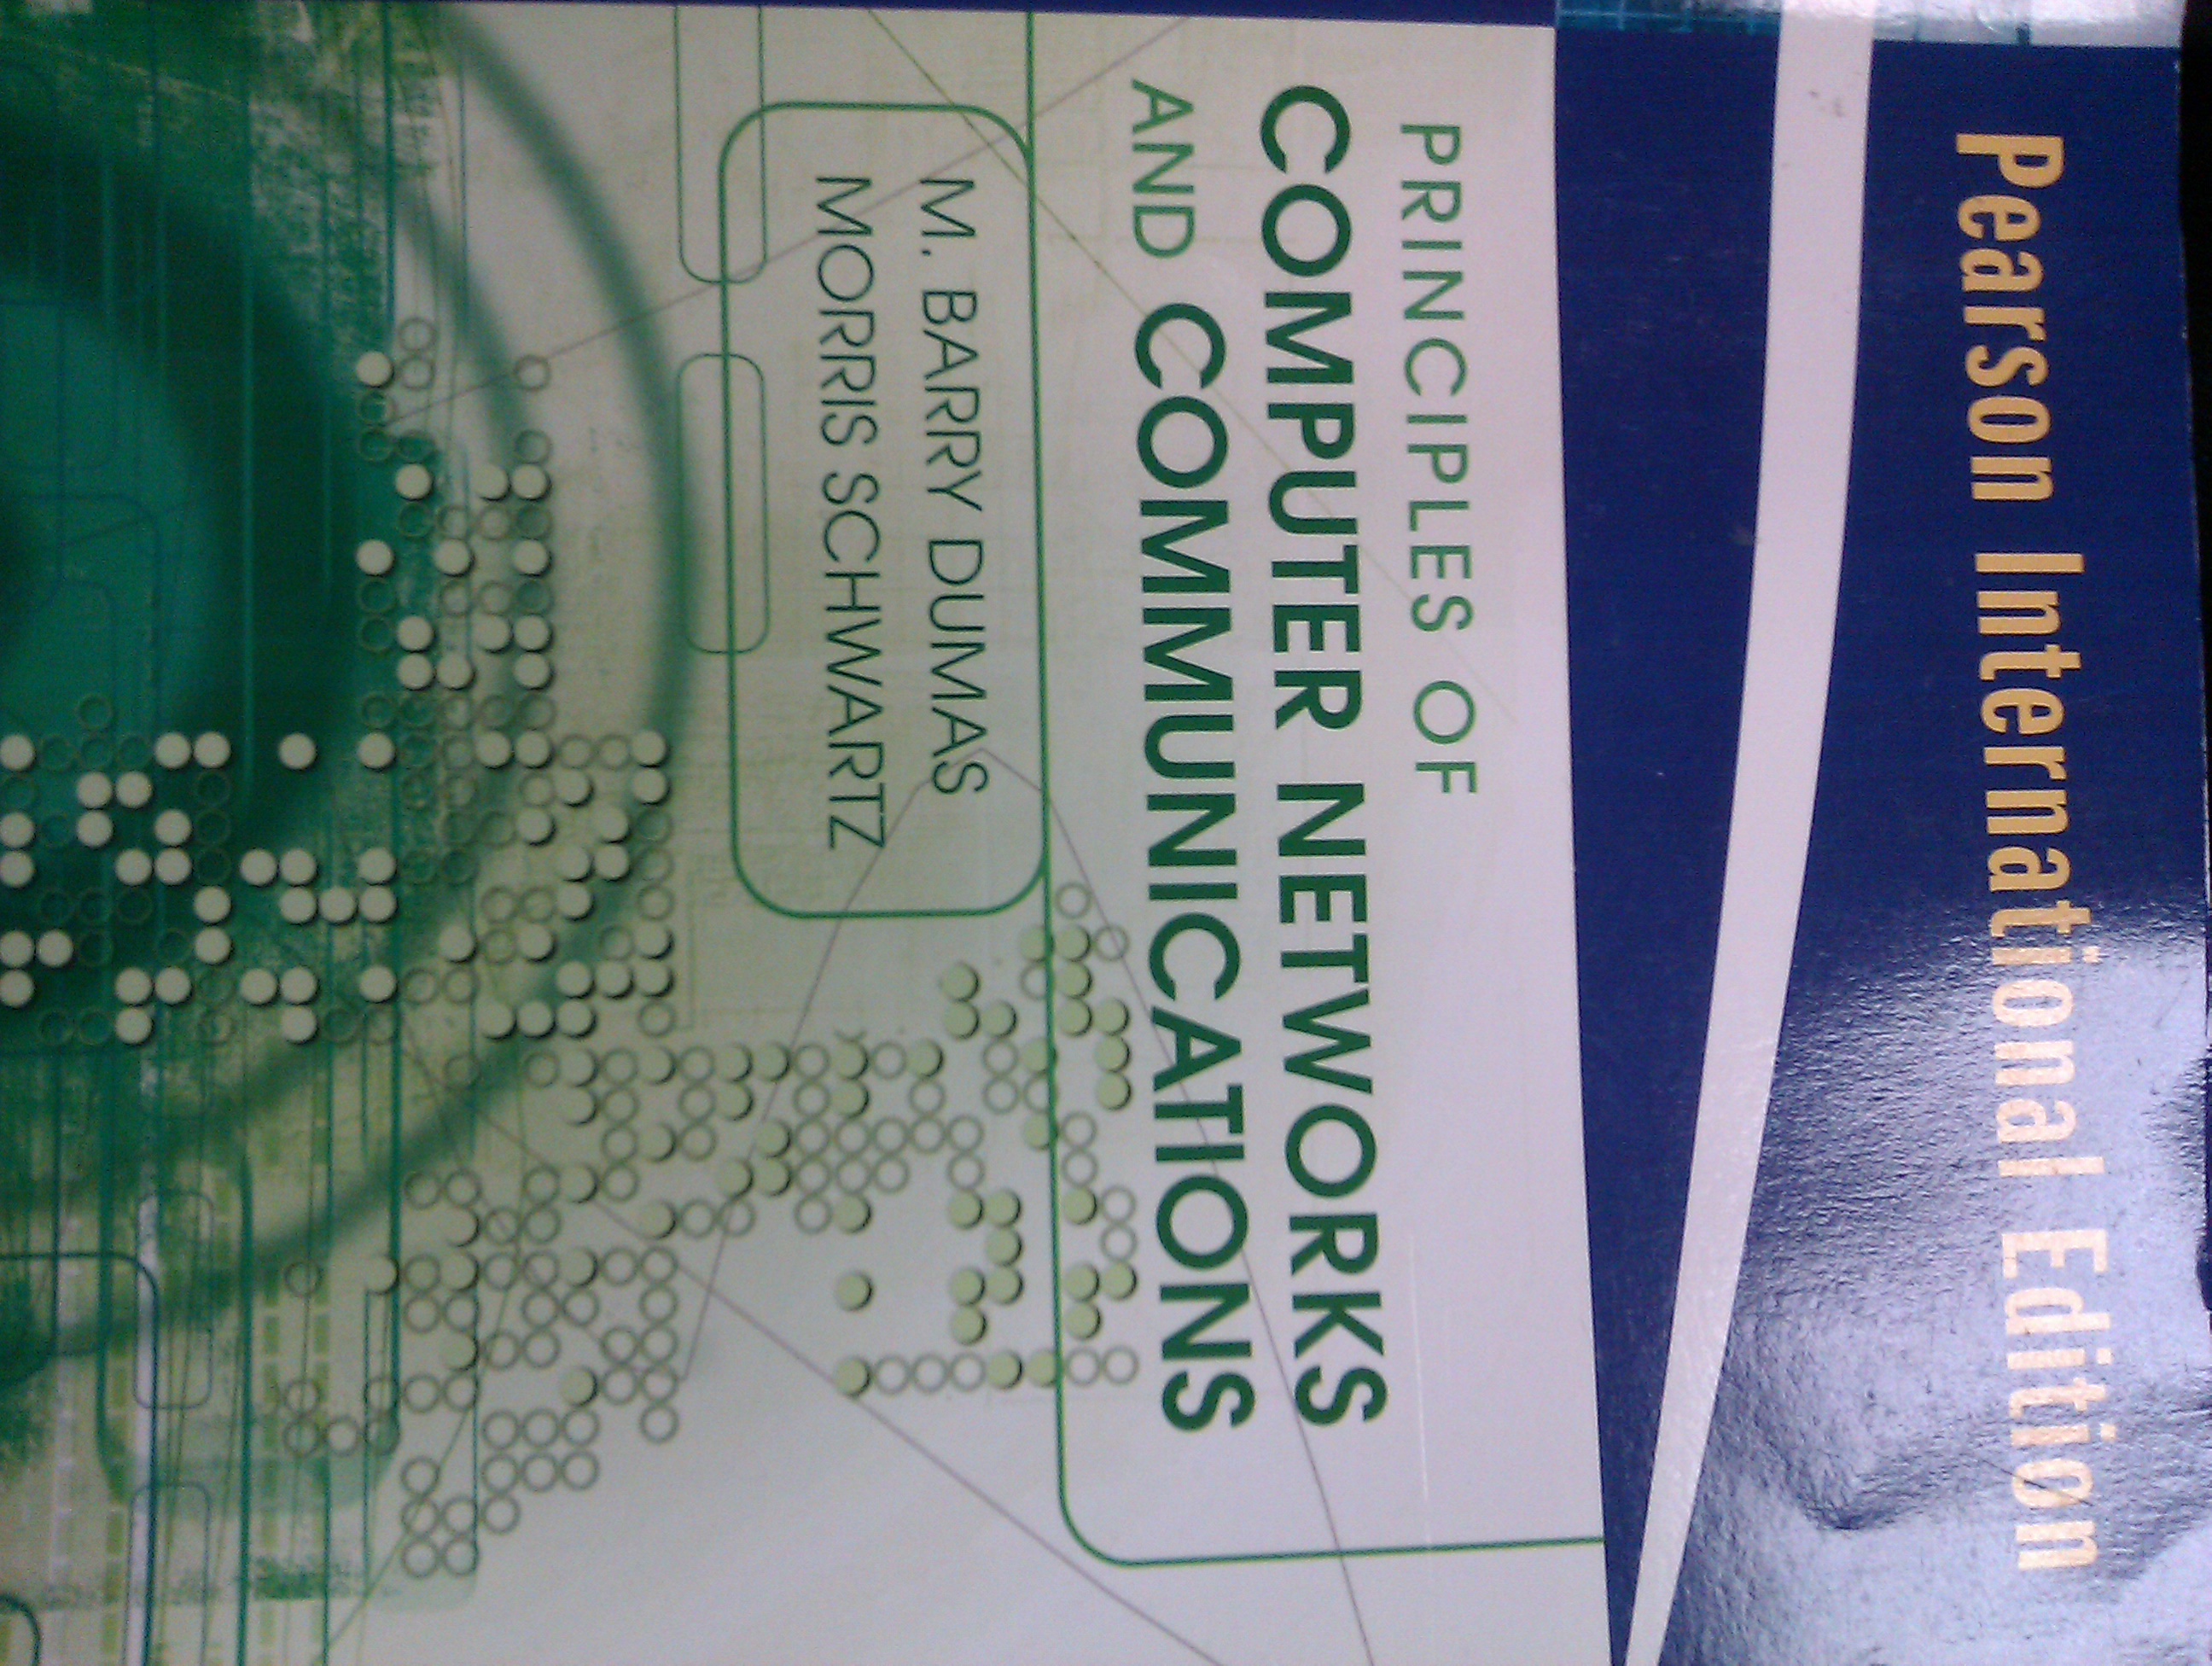 Pearson International Edition
PRINCIPLES OF
COMPUTER NETWORKS
AND COMMUNICATIONS
M. BARRY DUMAS
MORRIS SCHWARTZ